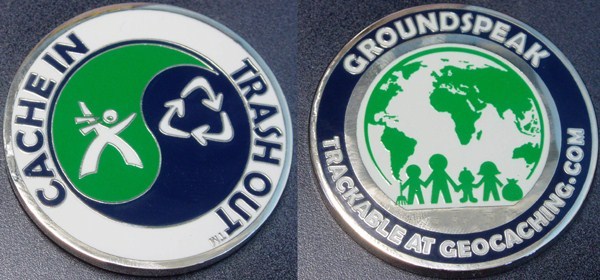 CACHE IN
TRASH OUT
GROUNDSPEAK
TRACKABLE AT GEOCACHING.COM